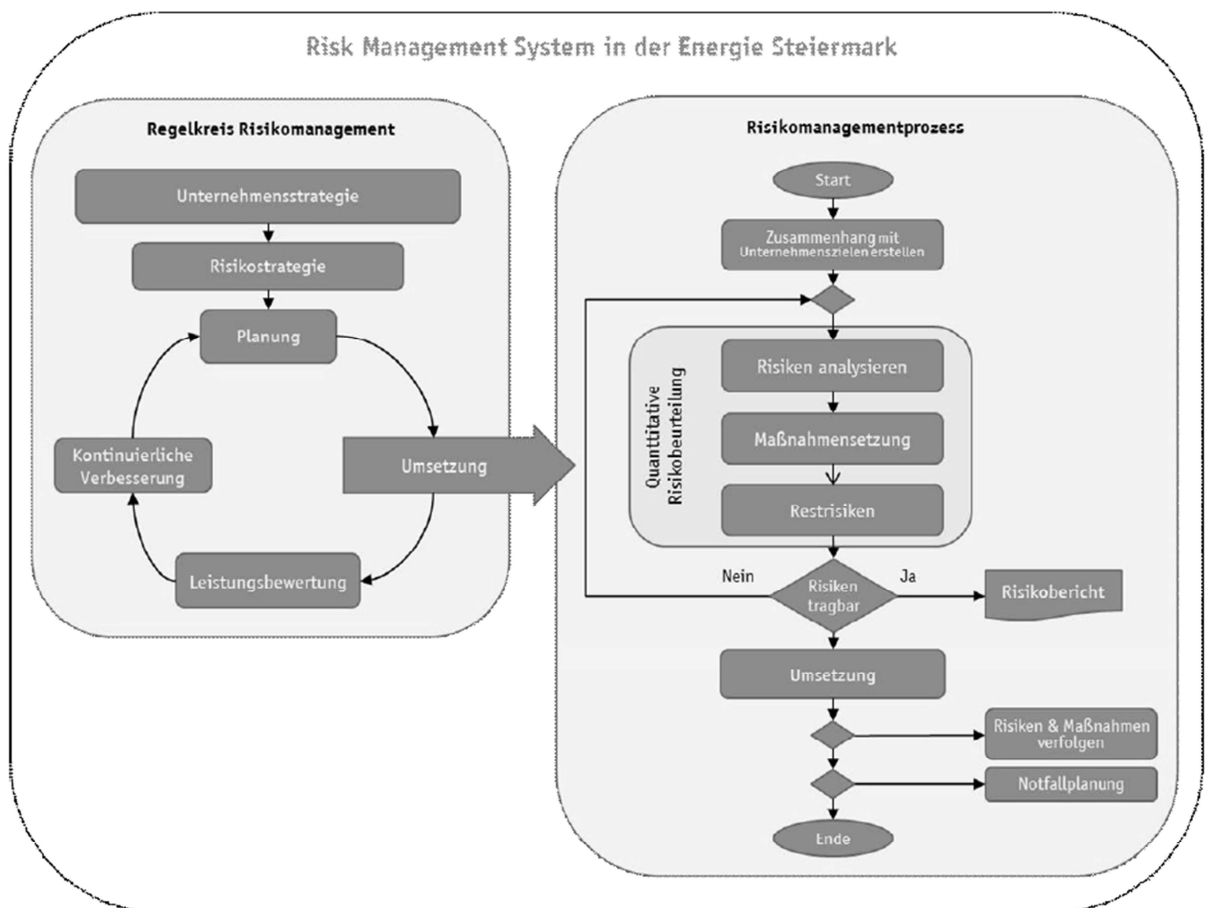 Risk Management System in der Energie Steiermark
Regelkreis Risikomanagement
Unternehmensstrategie
Risikostrategie
Planung
Kontinuierliche
Verbesserung
Umsetzung
Leistungsbewertung
Risikomanagementprozess
Start
Zusammenhang mit
Unternehmenszielen erstellen
Quanttitative
Risikobeurteilung
Risiken analysieren
Maßnahmensetzung
Restrisiken
Nein
Risiken
tragbar
Ja
Risikobericht
Umsetzung
Risiken & Maßnahmen
verfolgen
Notfallplanung
Ende